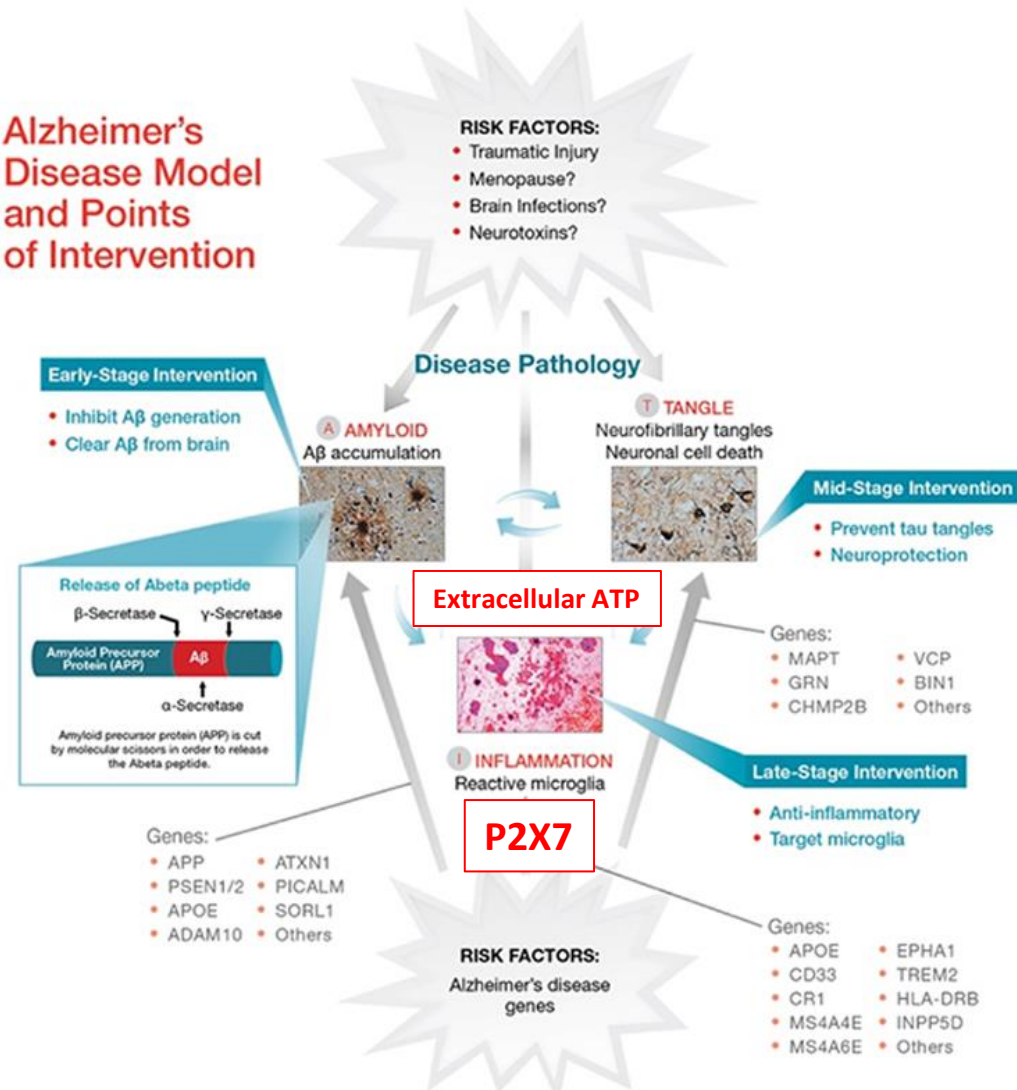 Alzheimer's
Disease Model
and Points
of Intervention
RISK FACTORS:
• Traumatic Injury
• Menopause?
• Brain Infections?
• Neurotoxins?
Disease Pathology
Early-Stage Intervention
• Inhibit Aβ generation
• Clear Aβ from brain
A AMYLOID
Aβ accumulation
T TANGLE
Neurofibrillary tangles
Neuronal cell death
Mid-Stage Intervention
• Prevent tau tangles
• Neuroprotection
Release of Abeta peptide
β-Secretase
γ-Secretase
Amyloid Precursor
Protein (APP)
Aβ
α-Secretase
Amyloid precursor protein (APP) is cut
by molecular scissors in order to release
the Abeta peptide.
Extracellular ATP
Genes:
• MAPT
• GRN
• CHMP2B
• VCP
• BIN1
• Others
I INFLAMMATION
Reactive microglia
P2X7
Late-Stage Intervention
• Anti-inflammatory
• Target microglia
Genes:
• APP
• PSEN1/2
• APOE
• ADAM10
• ATXN1
• PICALM
• SORL1
• Others
RISK FACTORS:
Alzheimer's disease
genes
Genes:
• APOE
• CD33
• CR1
• MS4A4E
• MS4A6E
• EPHA1
• TREM2
• HLA-DRB
• INPP5D
• Others